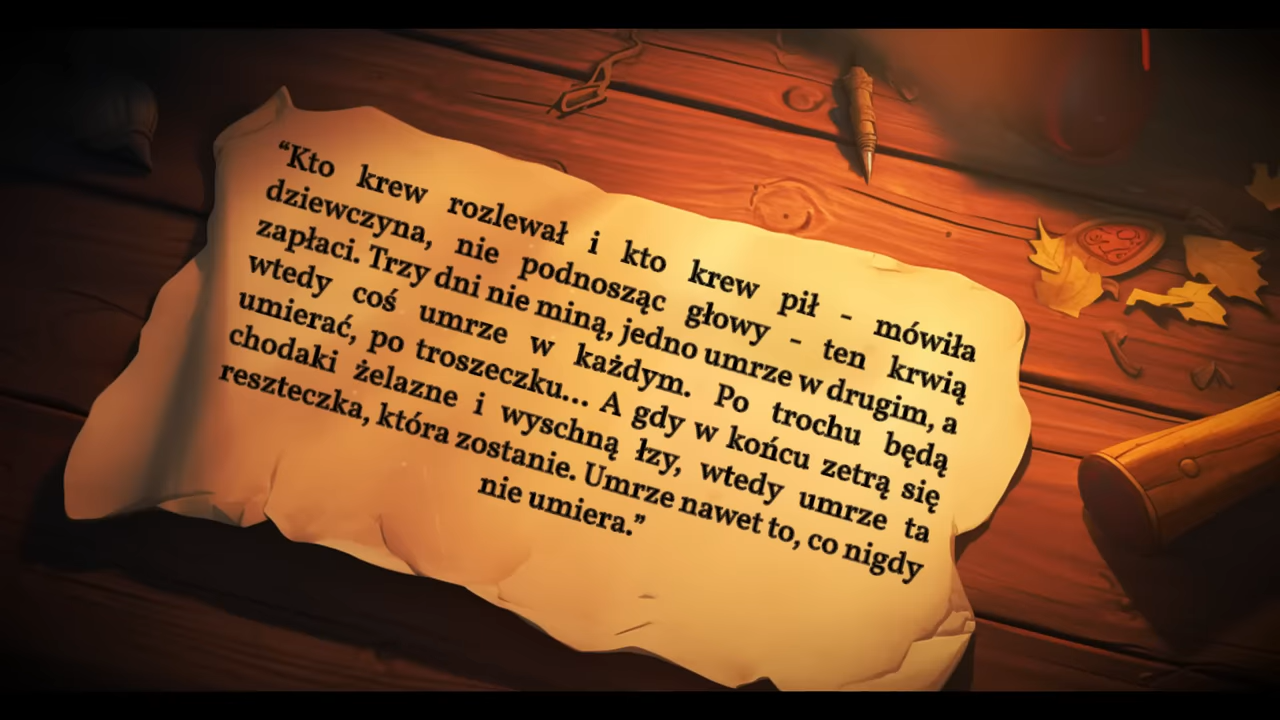 “Kto krew rozlewał i kto krew pił - mówiła
dziewczyna, nie podnosząc głowy - ten krwią
zapłaci. Trzy dni nie miną, jedno umrze w drugim, a
wtedy coś umrze w każdym. Po trochu będą
umierać, po troszeczku... A gdy w końcu zetrą się
chodaki żelazne i wyschną łzy, wtedy umrze ta
reszteczka, która zostanie. Umrze nawet to, co nigdy
nie umiera.”